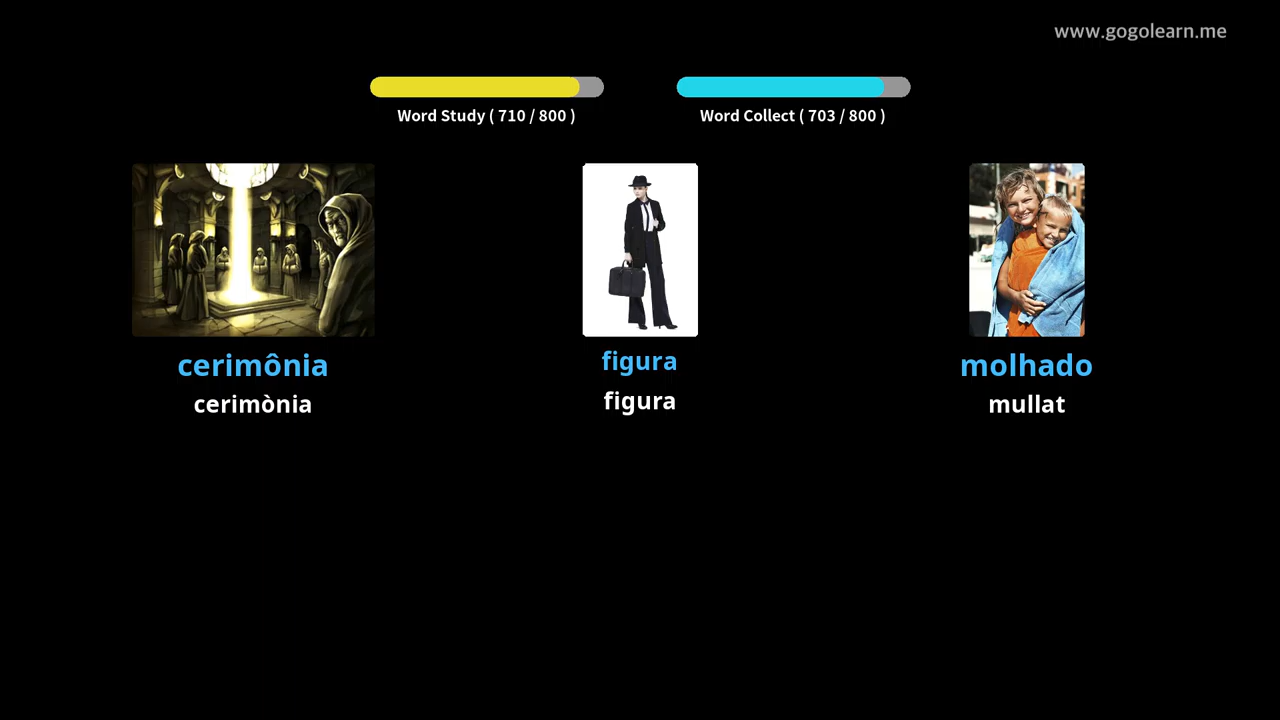 www.gogolearn.me
Word Study ( 710 / 800 )
Word Collect ( 703 / 800 )
cerimônia
cerimònia
figura
figura
molhado
mullat